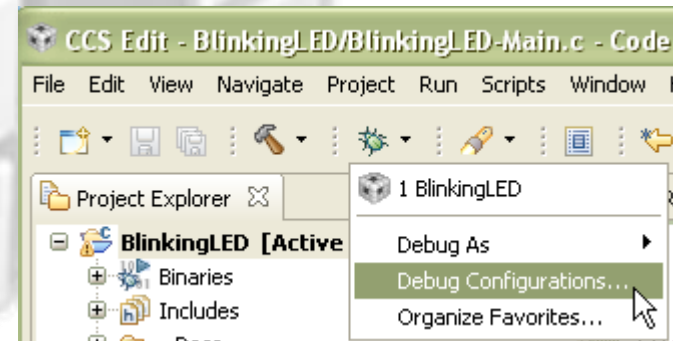 CCS Edit - BlinkingLED/BlinkingLED-Main.c - Code
File Edit View Navigate Project Run Scripts Window
Project Explorer
1 BlinkingLED
BlinkingLED [Active
Debug As
Binaries
Debug Configurations...
Includes
Organize Favorites...